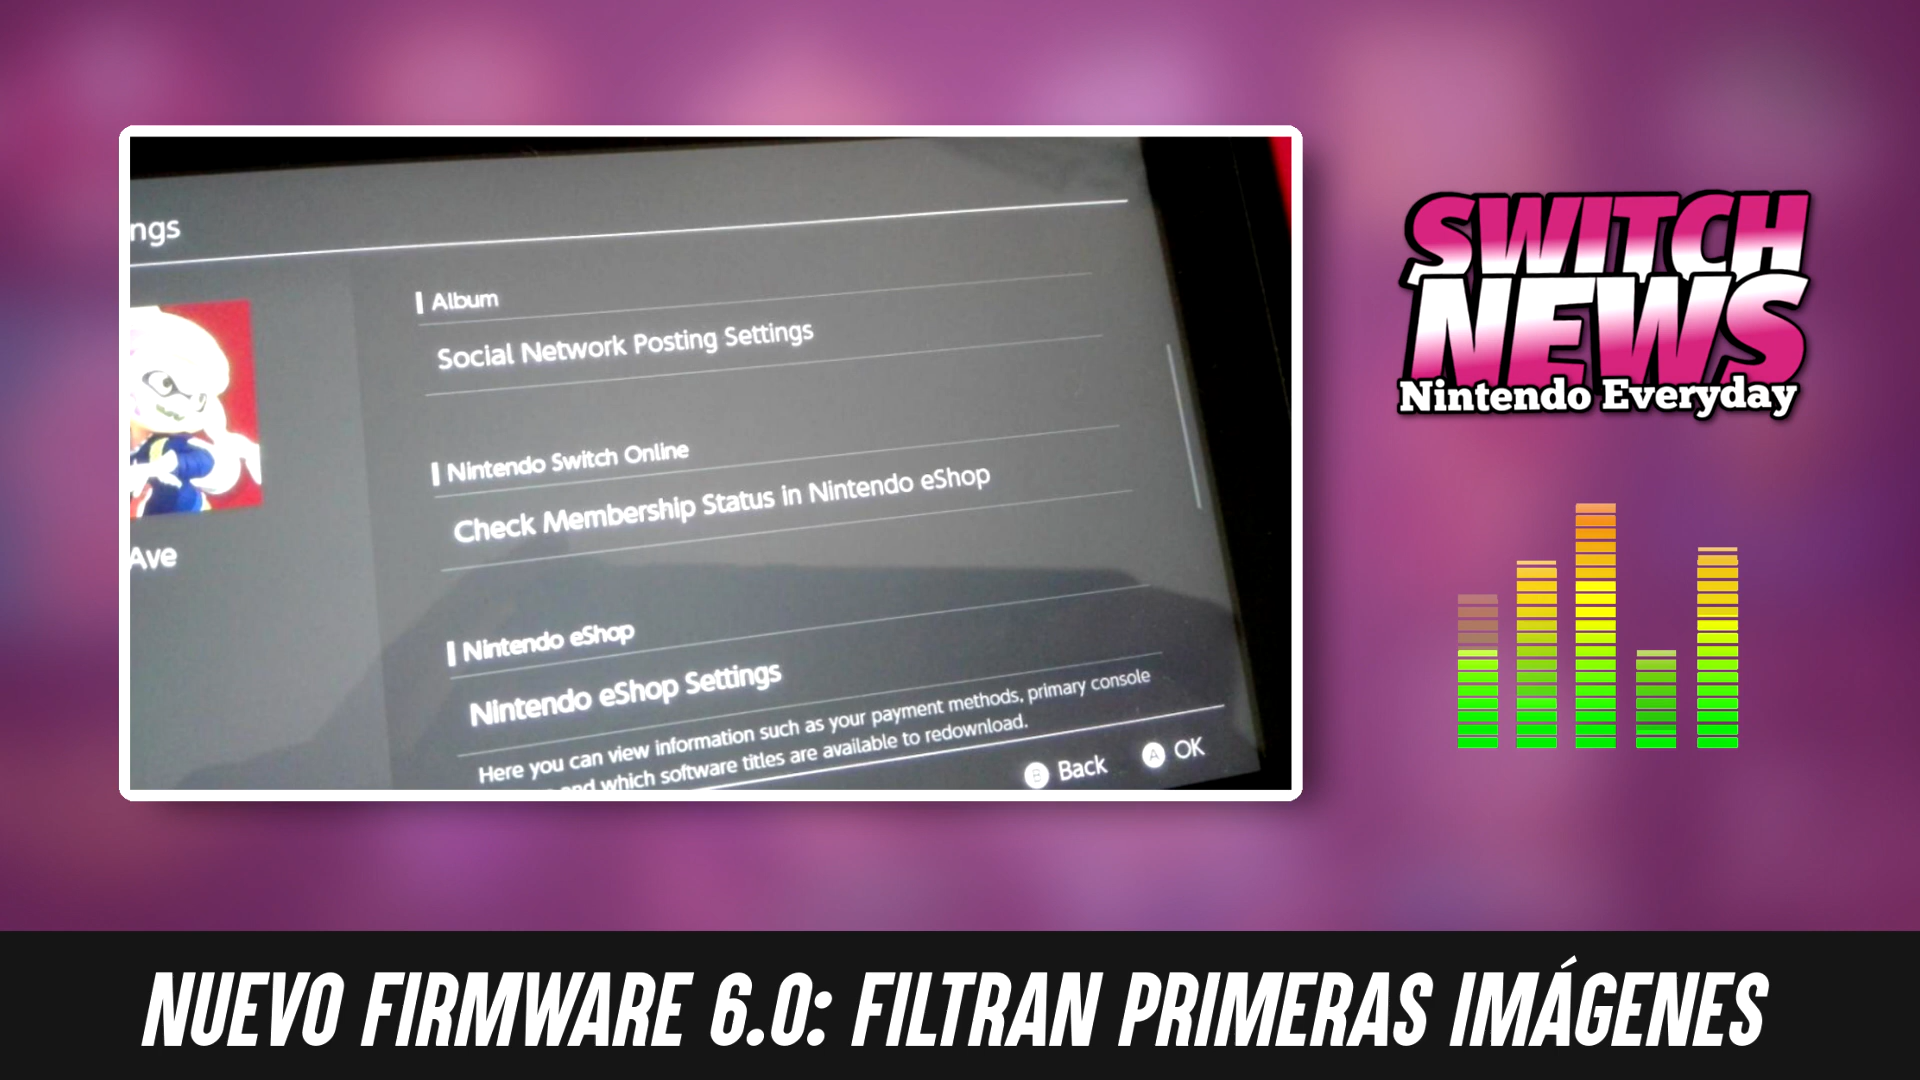 ngs
Album
Social Network Posting Settings
Nintendo Switch Online
Check Membership Status in Nintendo eShop
Ave
Nintendo eShop
Nintendo eShop Settings
Here you can view information such as your payment methods, primary console
and which software titles are available to redownload.
B Back A OK
SWITCH
NEWS
Nintendo Everyday
NUEVO FIRMWARE 6.0: FILTRAN PRIMERAS IMÁGENES